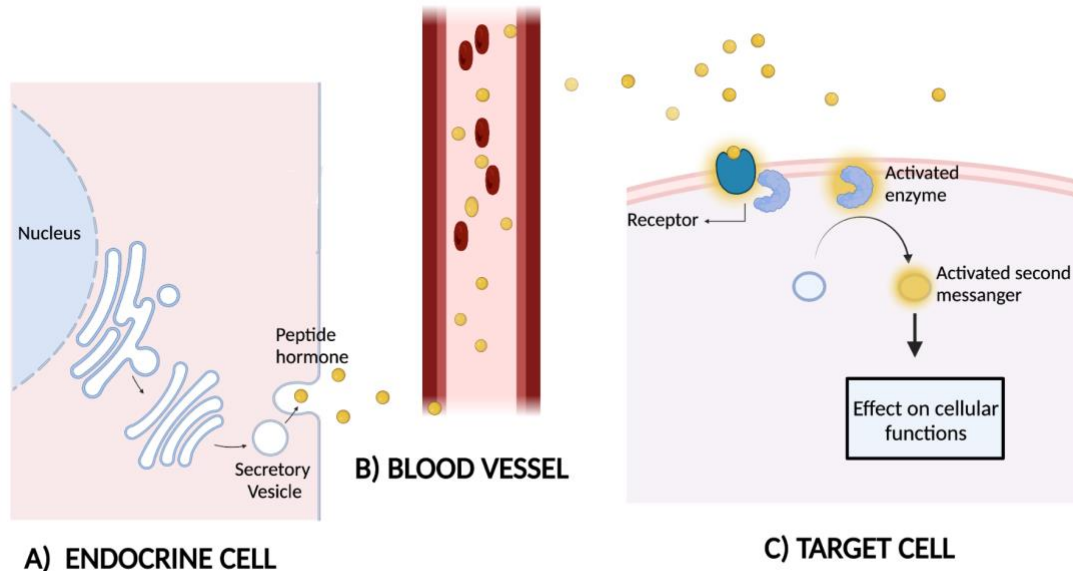 Nucleus
Peptide
hormone
Secretory
Vesicle
A) ENDOCRINE CELL
B) BLOOD VESSEL
Receptor
Activated
enzyme
Activated second
messanger
Effect on cellular
functions
C) TARGET CELL